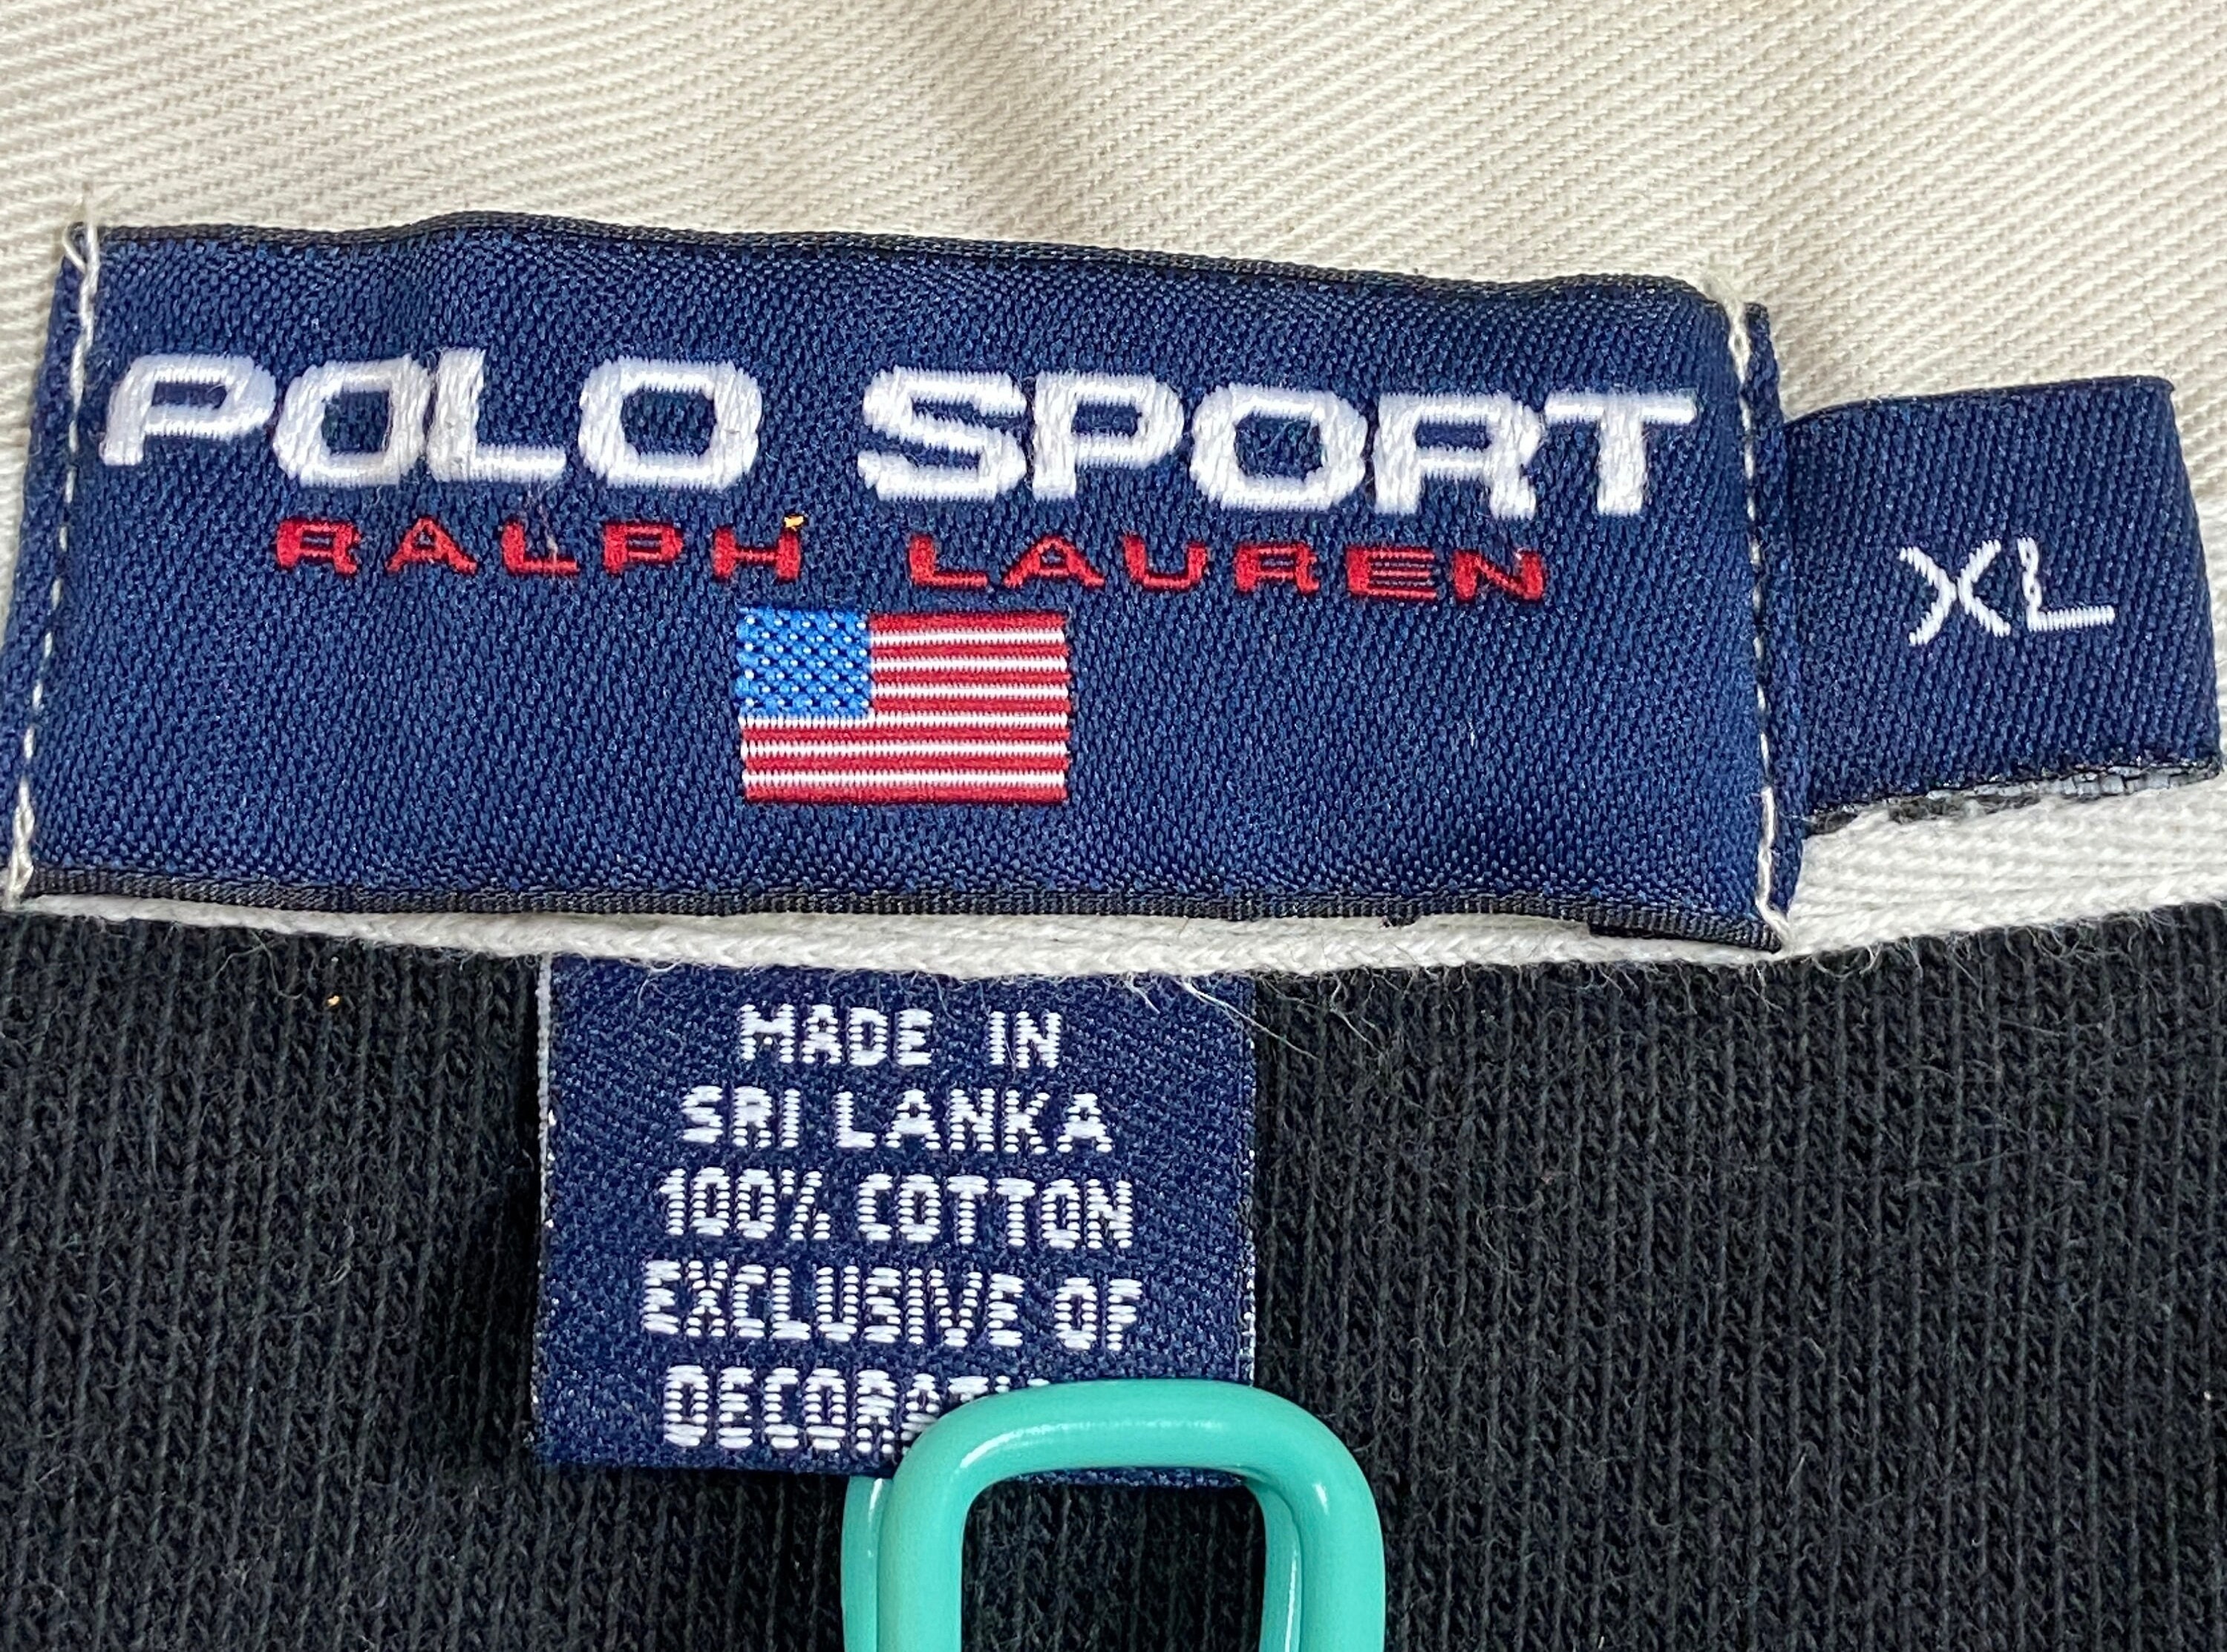 POLO SPORT
RALPH LAUREN
XL
MADE IN
SRI LANKA
100% COTTON
EXCLUSIVE OF